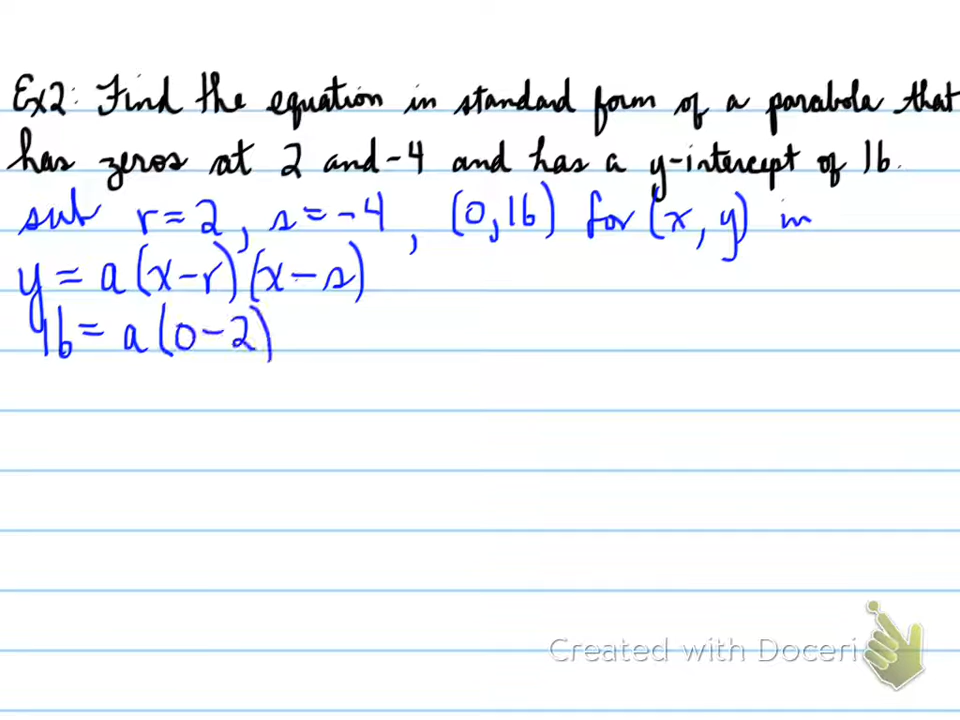 Ex2: Find the equation in standard form of a parabola that
has zeros at 2 and -4 and has a y-intercept of 16.
sub r = 2, s = -4, (0, 16) for (x, y) in
y = a(x-r)(x-s)
16 = a(0-2)
Created with Doceri